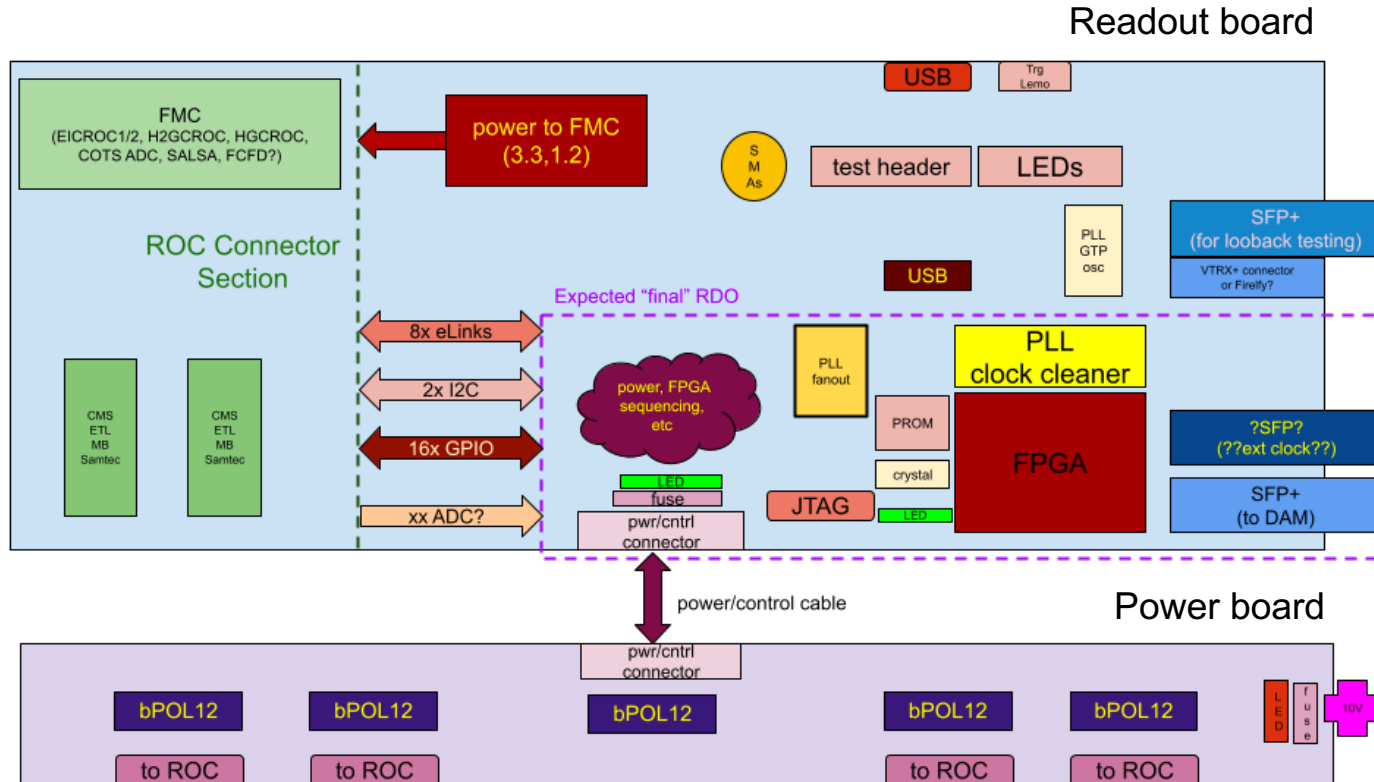 Readout board
USB
Trg
Lemo
FMC
(EICROC1/2, H2GCROC, HGCROC,
COTS ADC, SALSA, FCFD?)
power to FMC
(3.3,1.2)
S
M
As
test header
LEDs
ROC Connector
Section
PLL
GTP
osc
SFP+
(for looback testing)
VTRX+ connector
or Firelfy?
USB
Expected “final” RDO
8x eLinks
2x I2C
16x GPIO
xx ADC?
CMS
ETL
MB
Samtec
CMS
ETL
MB
Samtec
power, FPGA
sequencing,
etc
LED
fuse
pwr/cntrl
connector
PLL
fanout
PLL
clock cleaner
PROM
crystal
JTAG
LED
FPGA
?SFP?
(??ext clock??)
SFP+
(to DAM)
power/control cable
Power board
pwr/cntrl
connector
bPOL12
bPOL12
bPOL12
bPOL12
bPOL12
L
E
D
f
u
s
e
10V
to ROC
to ROC
to ROC
to ROC